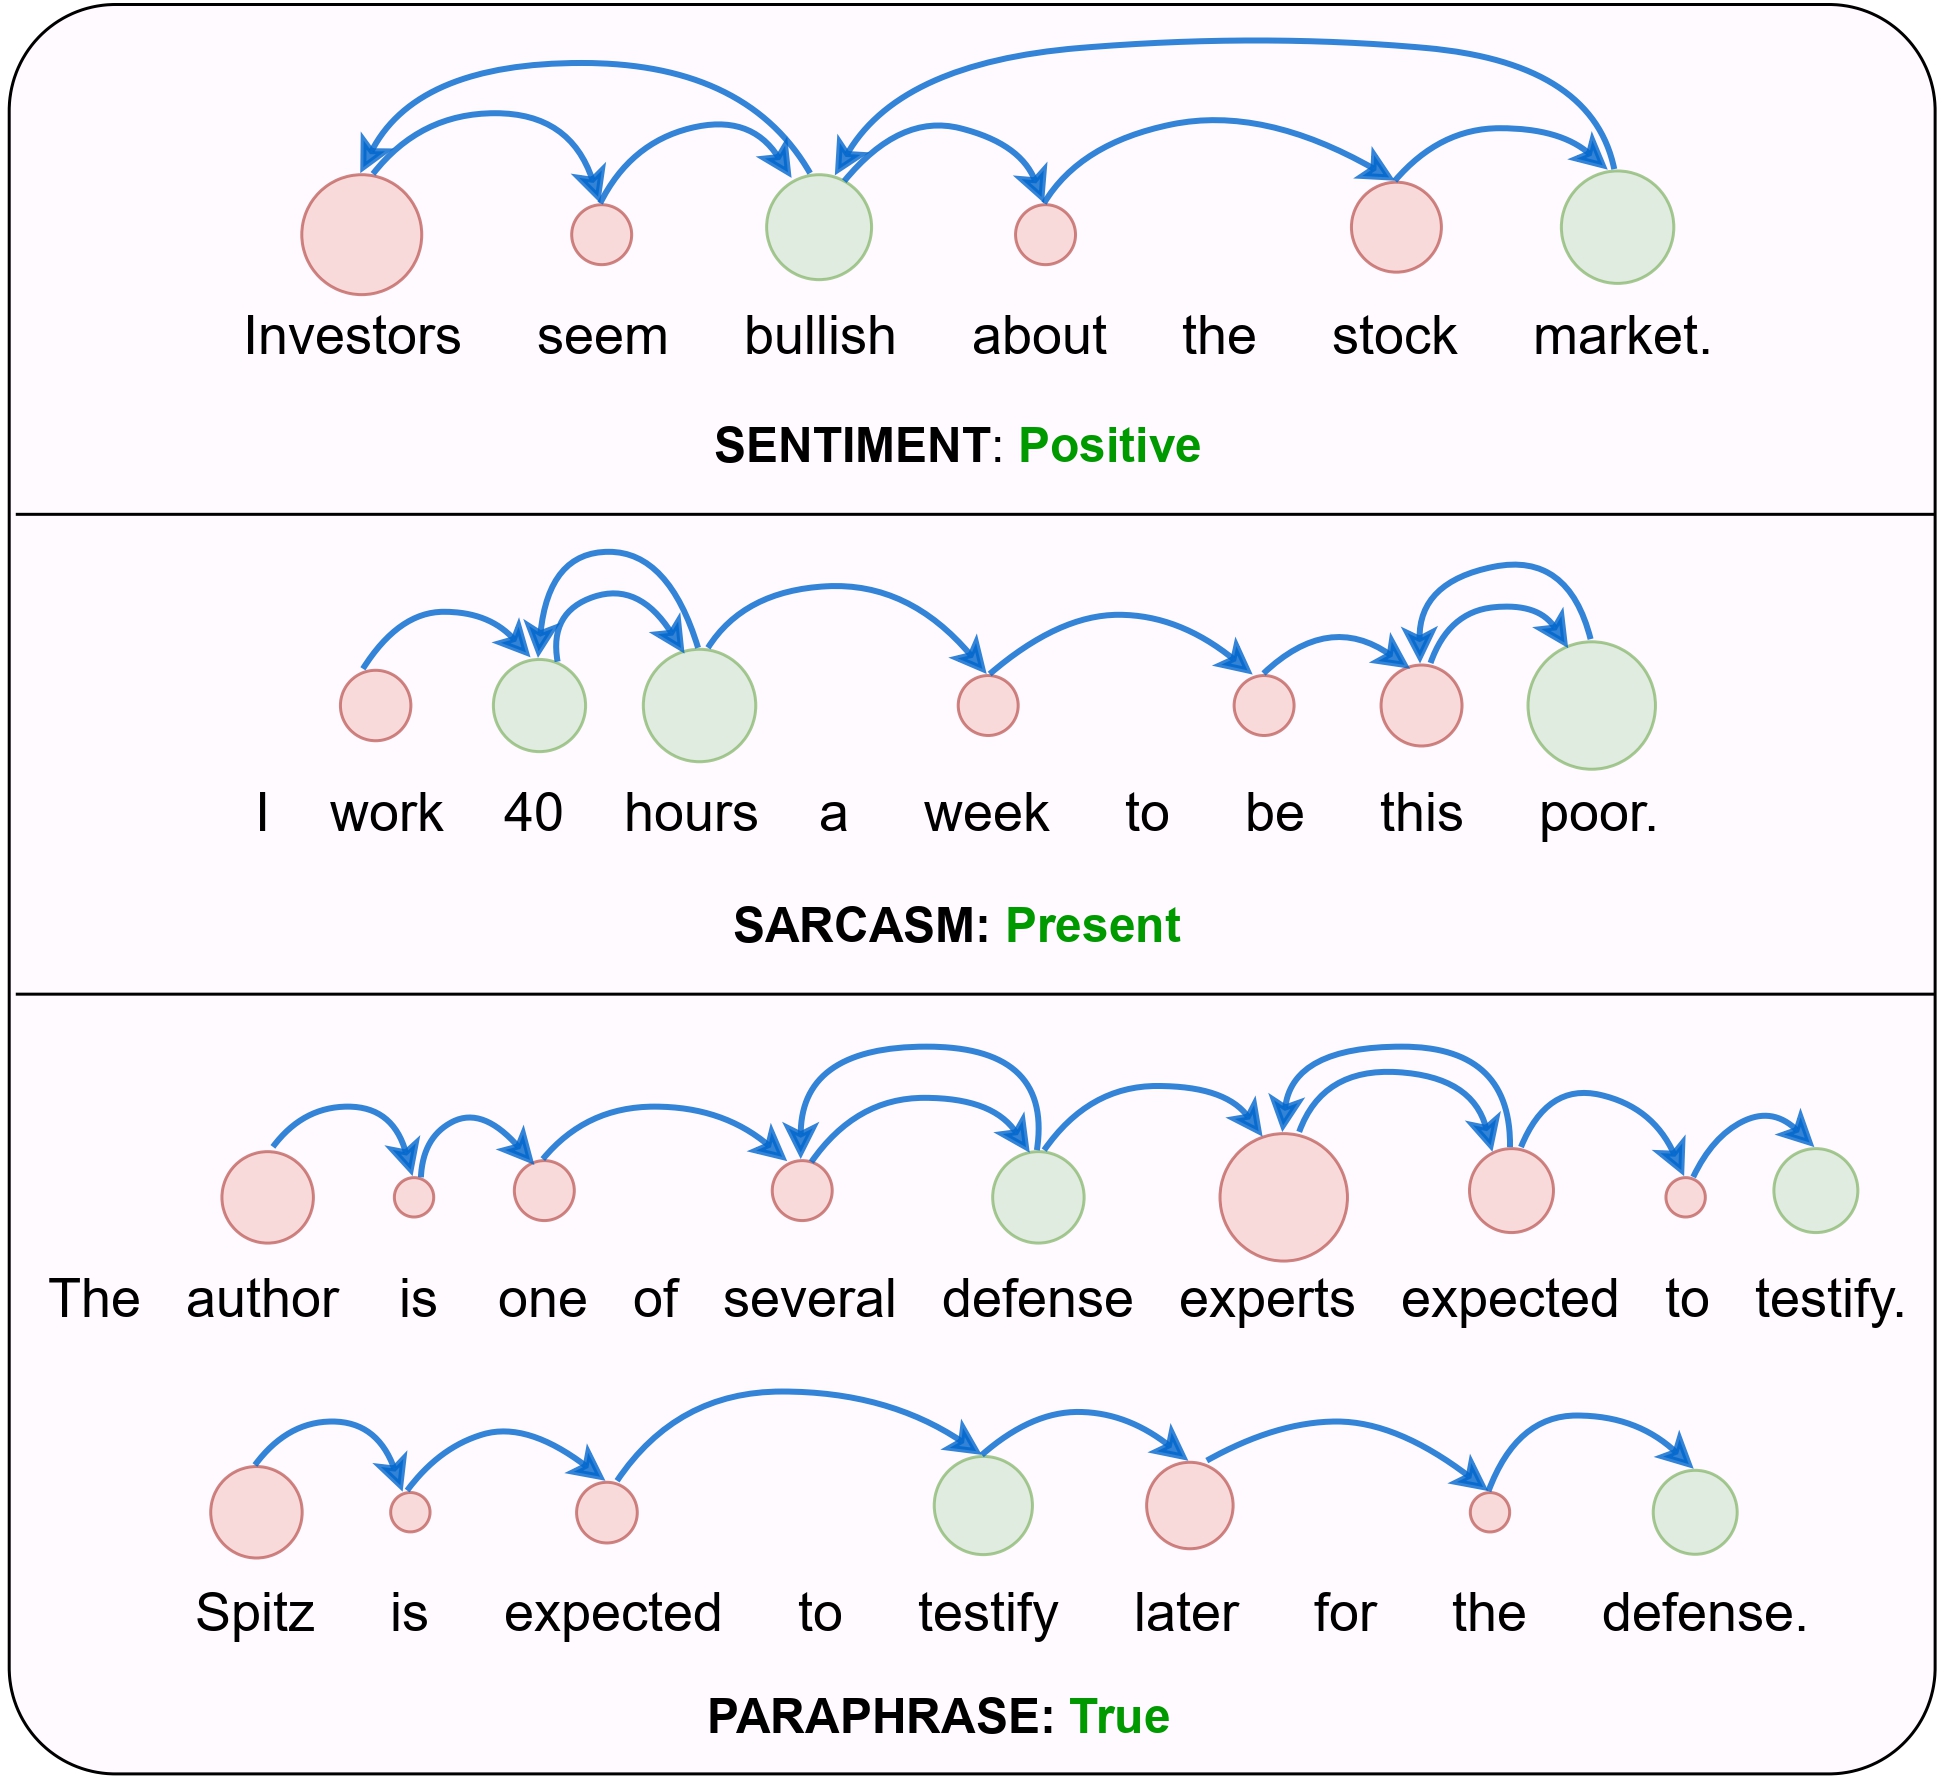 Investors seem bullish about the stock market.
SENTIMENT: Positive
I work 40 hours a week to be this poor.
SARCASM: Present
The author is one of several defense experts expected to testify.
Spitz is expected to testify later for the defense.
PARAPHRASE: True